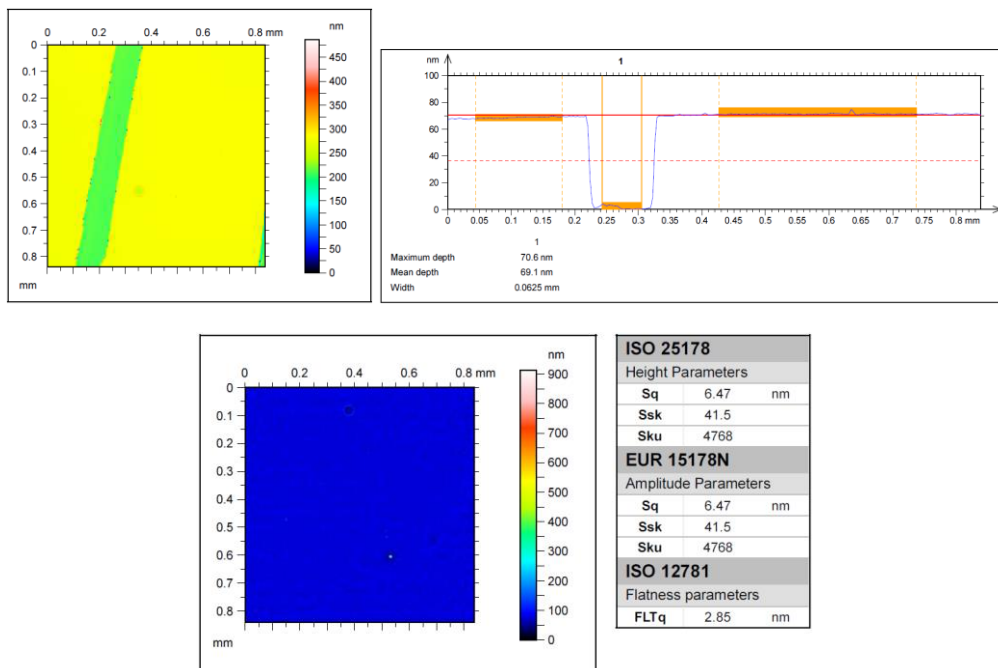 nm
0 0.2 0.4 0.6 0.8 mm
0
0.1
0.2
0.3
0.4
0.5
0.6
0.7
0.8
mm
450
400
350
300
250
200
150
100
50
0
nm
1
100
80
60
40
20
0
0 0.05 0.1 0.15 0.2 0.25 0.3 0.35 0.4 0.45 0.5 0.55 0.6 0.65 0.7 0.75 0.8 mm
1
Maximum depth 70.6 nm
Mean depth 69.1 nm
Width 0.0625 mm
nm
0 0.2 0.4 0.6 0.8 mm
0
0.1
0.2
0.3
0.4
0.5
0.6
0.7
0.8
mm
900
800
700
600
500
400
300
200
100
0
ISO 25178
Height Parameters
Sq 6.47 nm
Ssk 41.5
Sku 4768
EUR 15178N
Amplitude Parameters
Sq 6.47 nm
Ssk 41.5
Sku 4768
ISO 12781
Flatness parameters
FLTq 2.85 nm